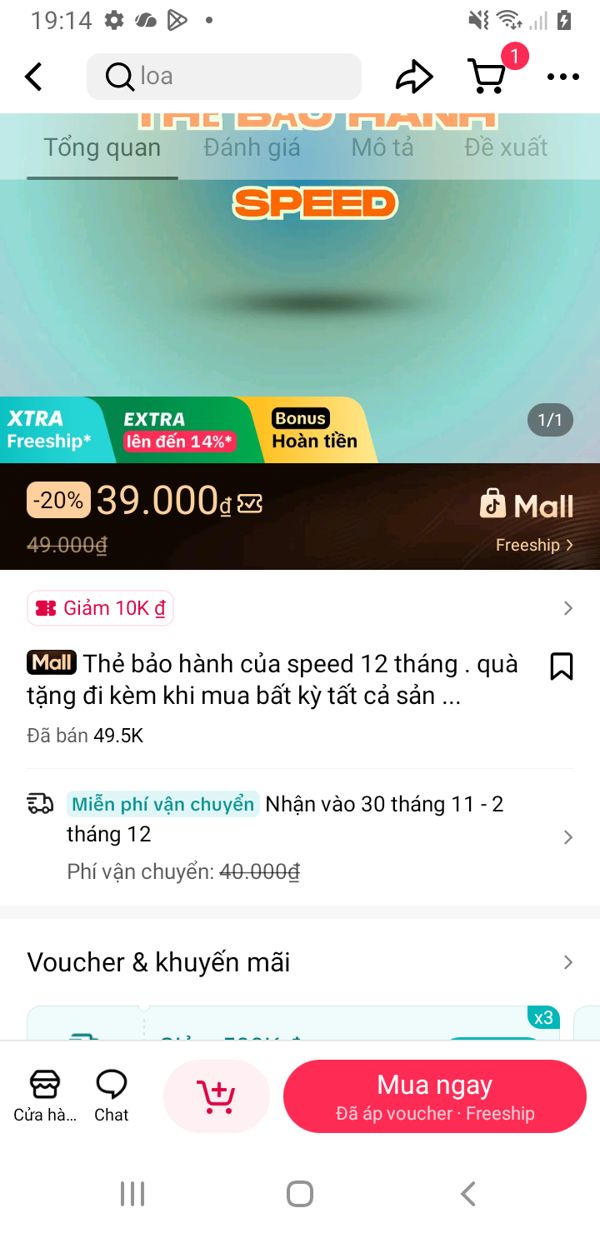 19:14
loa
1
THẺ BẢO HÀNH
Tổng quan Đánh giá Mô tả Đề xuất
SPEED
XTRA
Freeship*
EXTRA
lên đến 14%*
Bonus
Hoàn tiền
1/1
-20% 39.000₫
Mall
49.000₫
Freeship
Giảm 10K ₫
Mall Thẻ bảo hành của speed 12 tháng . quà
tặng đi kèm khi mua bất kỳ tất cả sản ...
Đã bán 49.5K
Miễn phí vận chuyển Nhận vào 30 tháng 11 - 2
tháng 12
Phí vận chuyển: 40.000₫
Voucher & khuyến mãi
x3
Cửa hà...
Chat
Mua ngay
Đã áp voucher · Freeship